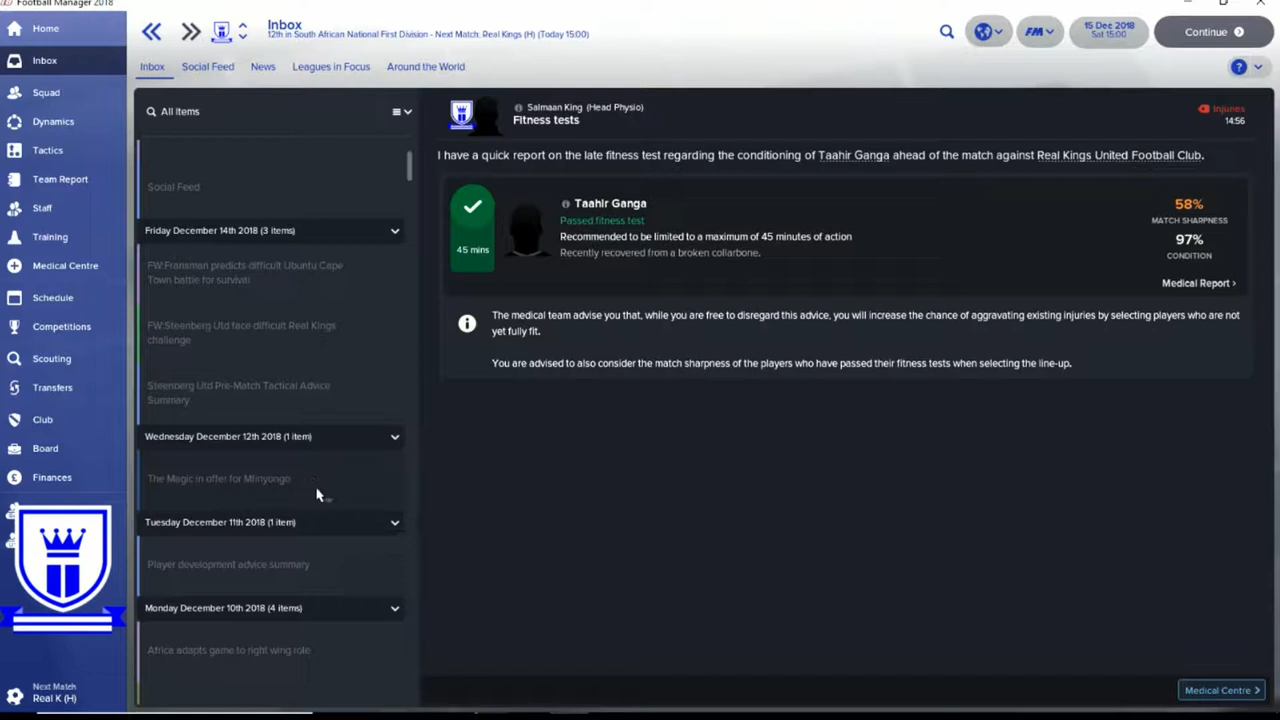 Football Manager 2018
Home
Inbox
Squad
Dynamics
Tactics
Team Report
Staff
Training
Medical Centre
Schedule
Competitions
Scouting
Transfers
Club
Board
Finances
Next Match
Real K (H)
Inbox
12th in South African National First Division - Next Match: Real Kings (H) (Today 15:00)
FM
15 Dec 2018
Sat 15:00
Continue
Inbox
Social Feed
News
Leagues in Focus
Around the World
?
All Items
Social Feed
Friday December 14th 2018 (3 items)
FW:Fransman predicts difficult Ubuntu Cape
Town battle for survival
FW:Steenberg Utd face difficult Real Kings
challenge
Steenberg Utd Pre-Match Tactical Advice
Summary
Wednesday December 12th 2018 (1 item)
The Magic in offer for Mfinyongo
Tuesday December 11th 2018 (1 item)
Player development advice summary
Monday December 10th 2018 (4 items)
Africa adapts game to right wing role
Salmaan King (Head Physio)
Fitness tests
Injuries
14:56
I have a quick report on the late fitness test regarding the conditioning of Taahir Ganga ahead of the match against Real Kings United Football Club.
45 mins
Taahir Ganga
Passed fitness test
Recommended to be limited to a maximum of 45 minutes of action
Recently recovered from a broken collarbone.
58%
MATCH SHARPNESS
97%
CONDITION
Medical Report >
The medical team advise you that, while you are free to disregard this advice, you will increase the chance of aggravating existing injuries by selecting players who are not
yet fully fit.
You are advised to also consider the match sharpness of the players who have passed their fitness tests when selecting the line-up.
Medical Centre >